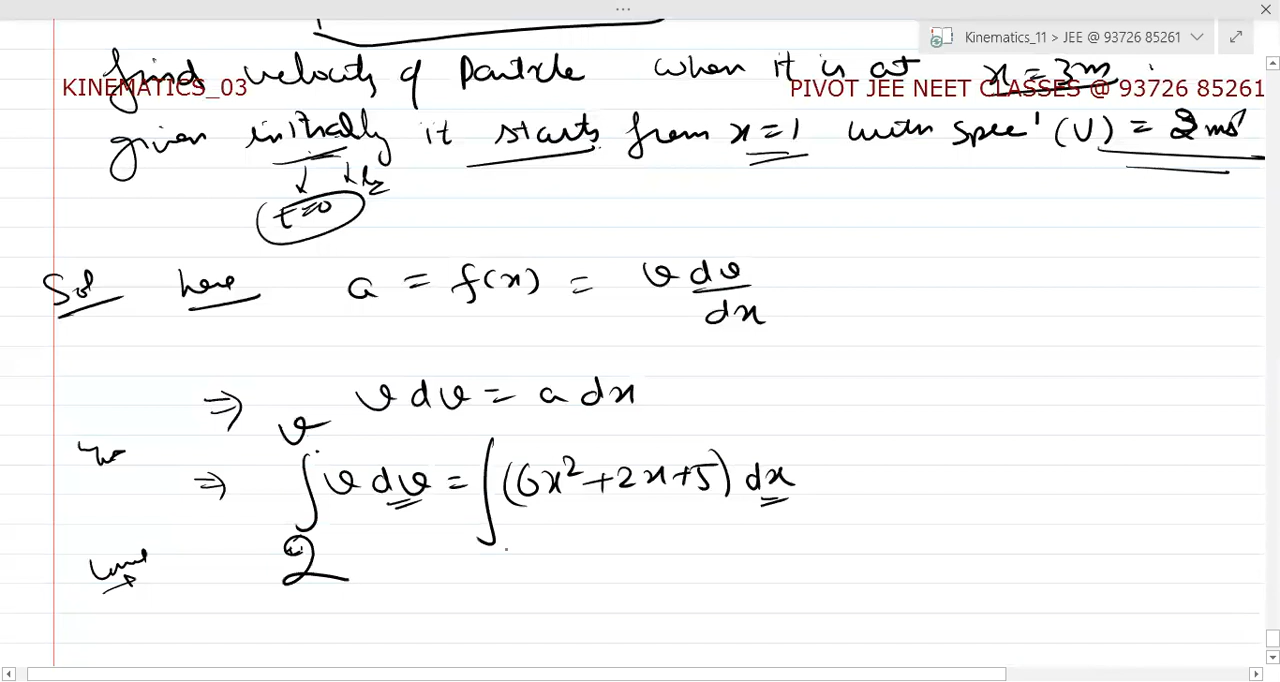 Kinematics_11 > JEE @ 93726 85261
find velocity of Particle when it is at x = 3m.
KINEMATICS_03 PIVOT JEE NEET CLASSES @ 93726 85261
given initially it starts from x = 1 with (v) = 2 ms
t=0
Sol here a = f(x) = v dv/dx
⇒ v dv = a dx
⇒ ∫ v dv = ∫ (6x² + 2x + 5) dx
v
2